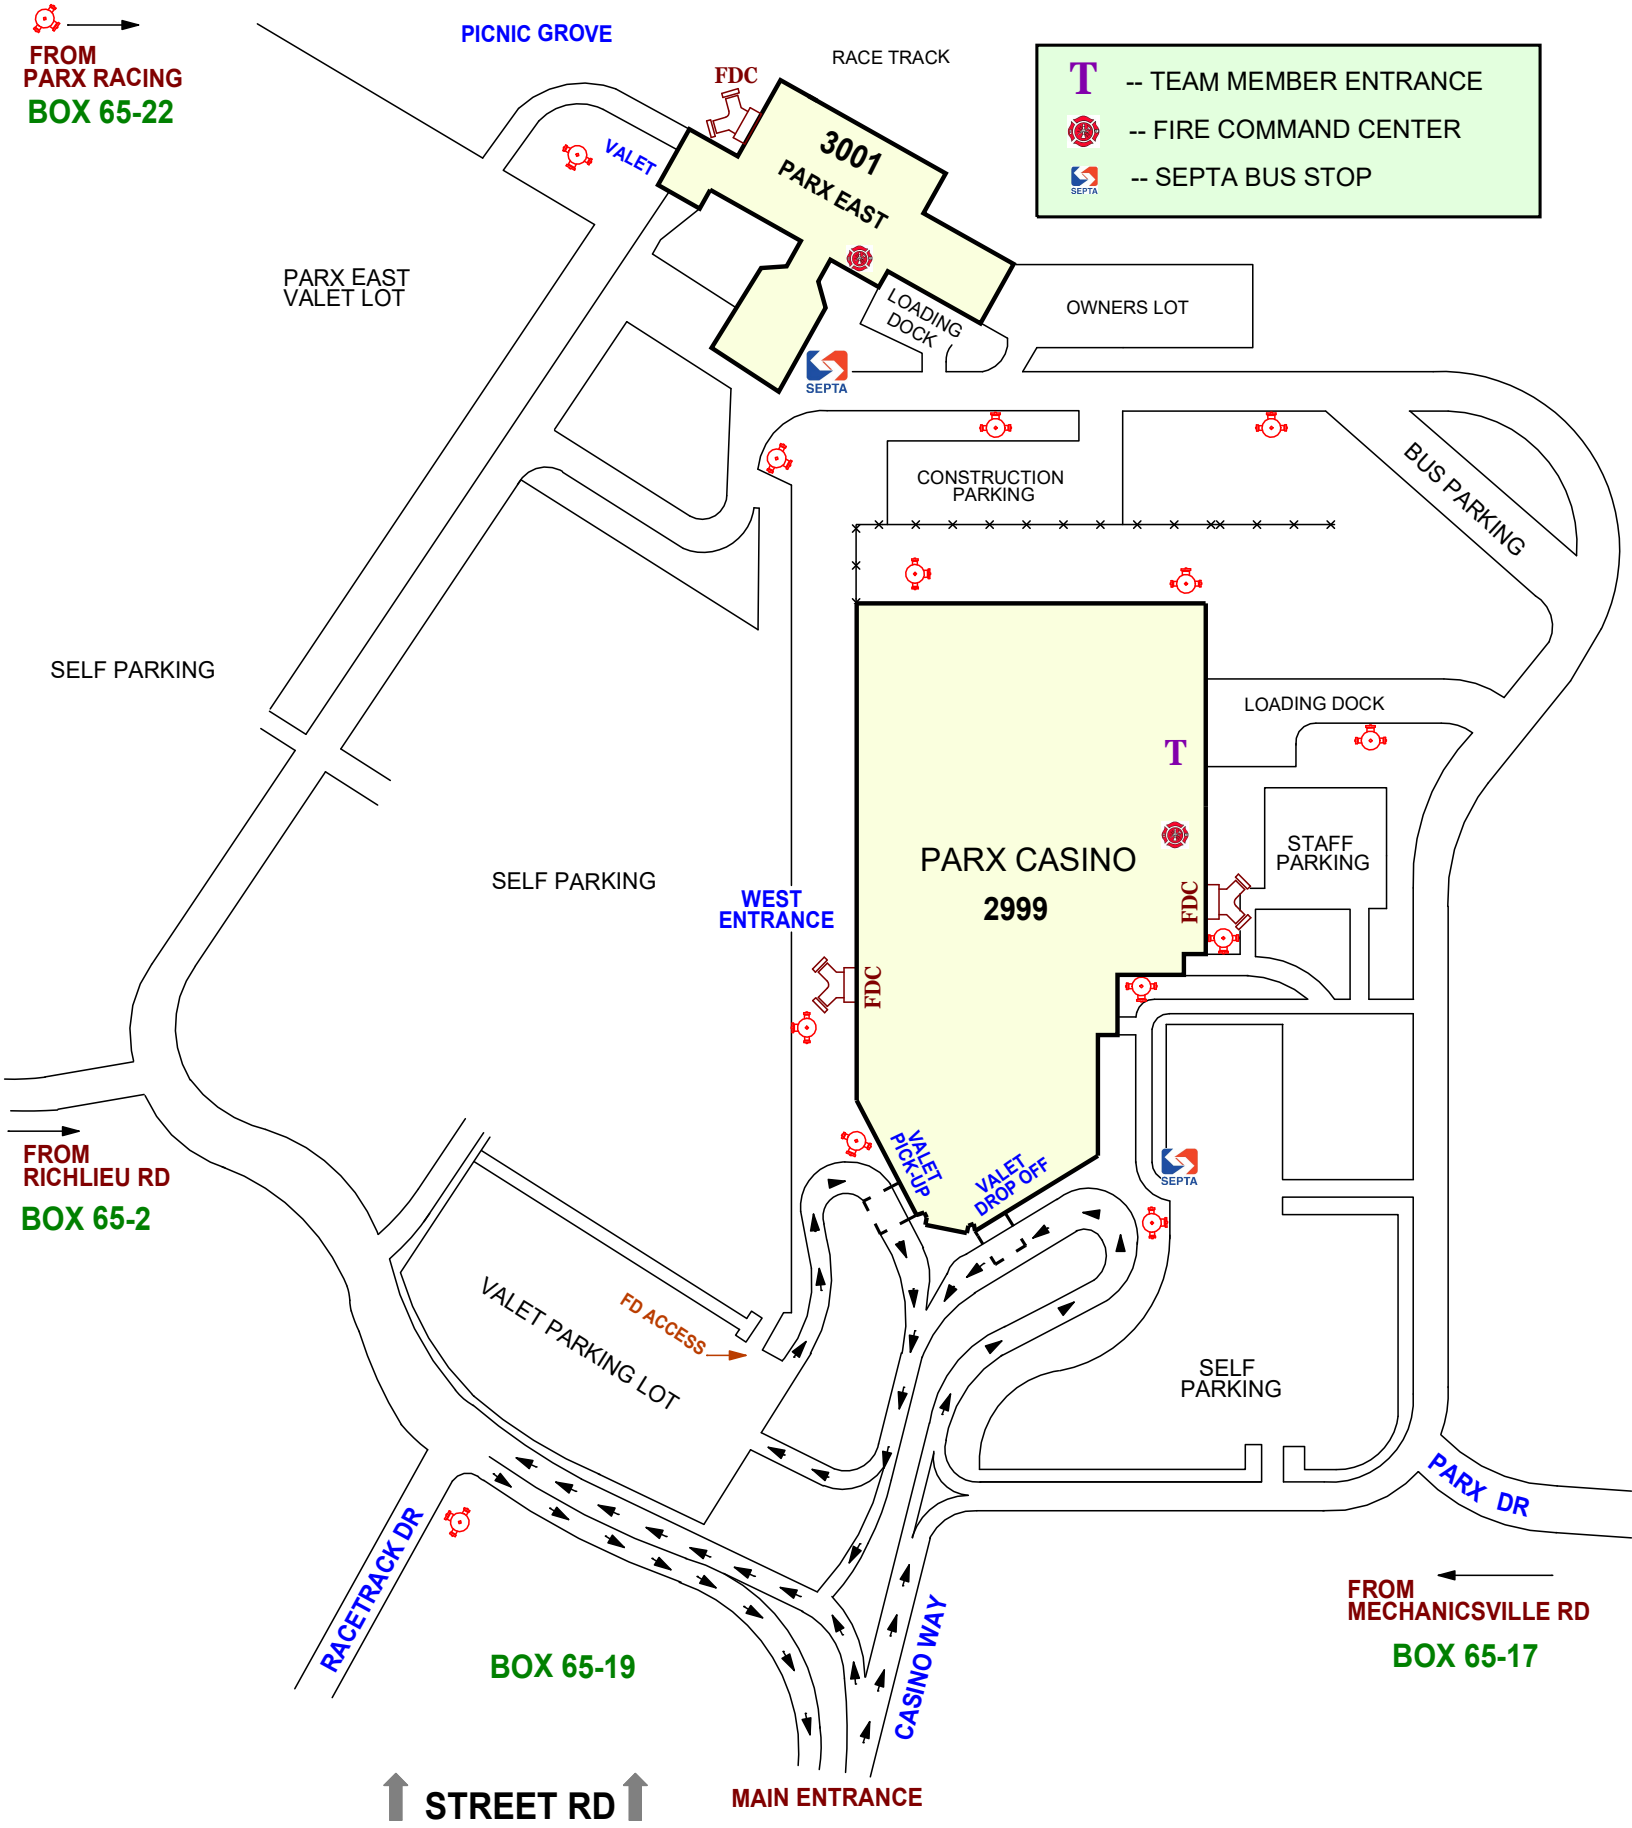 FROM
PARX RACING
BOX 65-22
PICNIC GROVE
RACE TRACK
FDC
T -- TEAM MEMBER ENTRANCE
-- FIRE COMMAND CENTER
SEPTA -- SEPTA BUS STOP
VALET
3001
PARX EAST
PARX EAST
VALET LOT
LOADING
DOCK
OWNERS LOT
SEPTA
CONSTRUCTION
PARKING
BUS PARKING
SELF PARKING
LOADING DOCK
T
STAFF
PARKING
PARX CASINO
2999
SELF PARKING
WEST
ENTRANCE
FDC
FDC
FROM
RICHLIEU RD
BOX 65-2
VALET
PICK-UP
VALET
DROP OFF
SEPTA
VALET PARKING LOT
FD ACCESS
SELF
PARKING
PARX DR
RACETRACK DR
CASINO WAY
FROM
MECHANICSVILLE RD
BOX 65-17
BOX 65-19
MAIN ENTRANCE
STREET RD